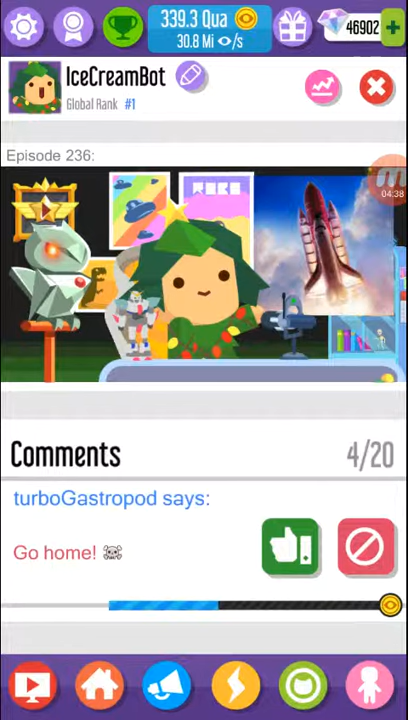 339.3 Qua
30.8 Mi /s
46902
IceCreamBot
Global Rank #1
Episode 236:
04:38
Comments
4/20
turboGastropod says:
Go home!